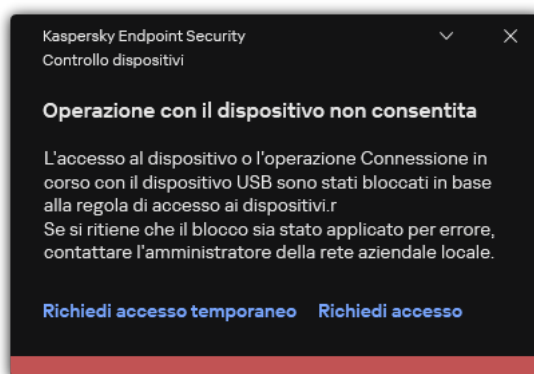 Kaspersky Endpoint Security
Controllo dispositivi
Operazione con il dispositivo non consentita
L'accesso al dispositivo o l'operazione Connessione in
corso con il dispositivo USB sono stati bloccati in base
alla regola di accesso ai dispositivi.r
Se si ritiene che il blocco sia stato applicato per errore,
contattare l'amministratore della rete aziendale locale.
Richiedi accesso temporaneo Richiedi accesso